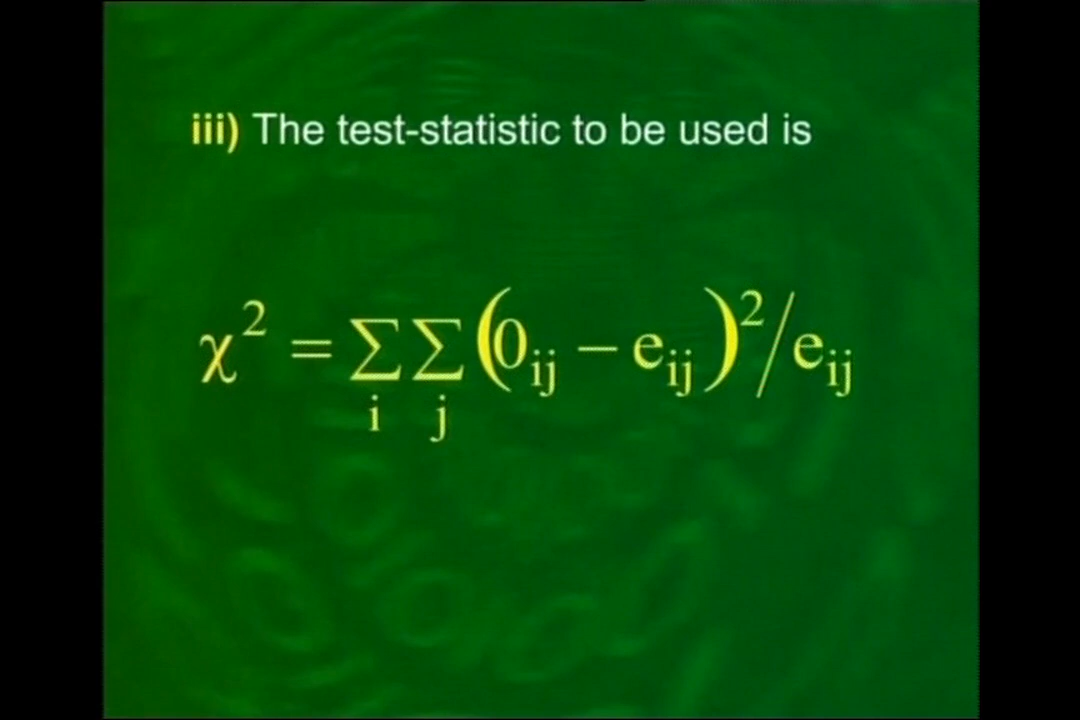 iii) The test-statistic to be used is
χ² = Σ Σ (0ij − eij)²/eij
i j